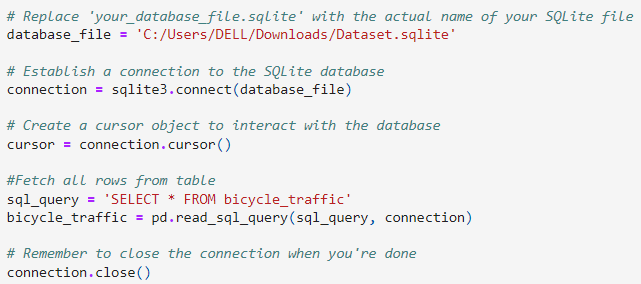 # Replace 'your_database_file.sqlite' with the actual name of your SQLite file
database_file = 'C:/Users/DELL/Downloads/Dataset.sqlite'
# Establish a connection to the SQLite database
connection = sqlite3.connect(database_file)
# Create a cursor object to interact with the database
cursor = connection.cursor()
#Fetch all rows from table
sql_query = 'SELECT * FROM bicycle_traffic'
bicycle_traffic = pd.read_sql_query(sql_query, connection)
# Remember to close the connection when you're done
connection.close()